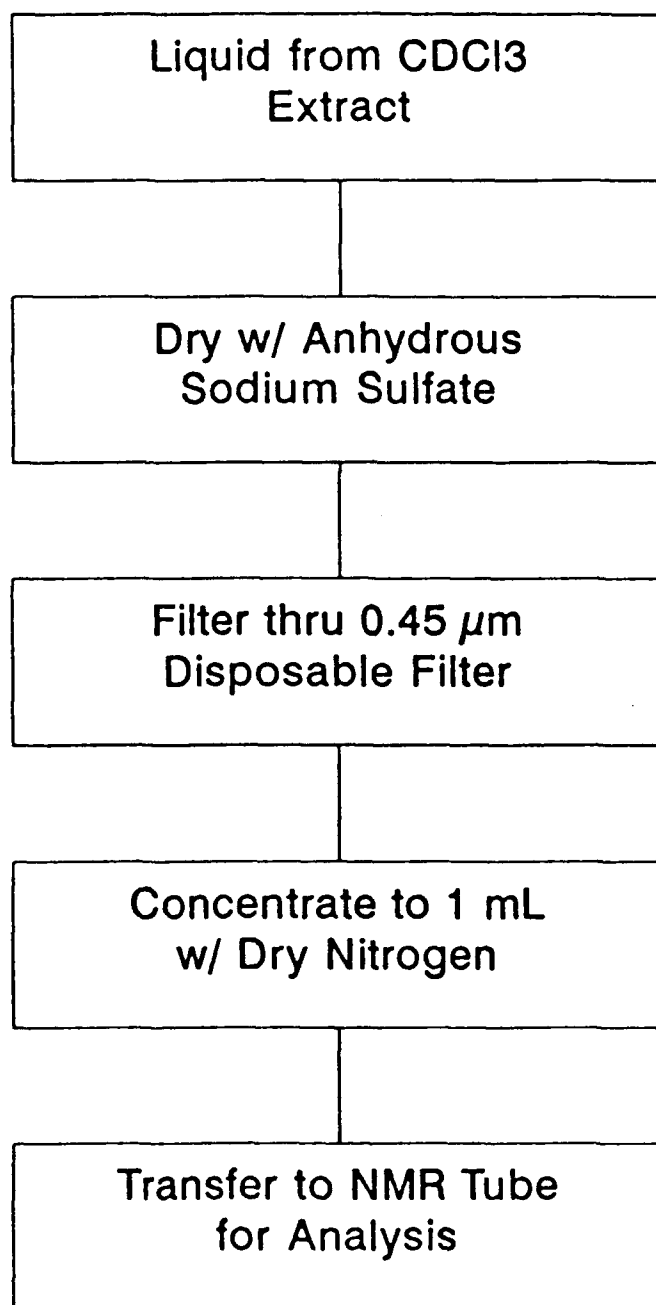 Liquid from CDCl3
Extract
Dry w/ Anhydrous
Sodium Sulfate
Filter thru 0.45 μm
Disposable Filter
Concentrate to 1 mL
w/ Dry Nitrogen
Transfer to NMR Tube
for Analysis